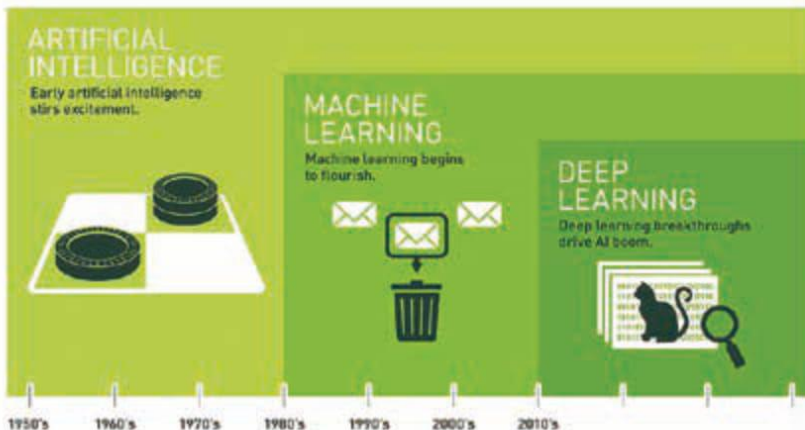 ARTIFICIAL
INTELLIGENCE
Early artificial intelligence
stirs excitement.
MACHINE
LEARNING
Machine learning begins
to flourish.
DEEP
LEARNING
Deep learning breakthroughs
drive AI boom.
1950's 1960's 1970's 1980's 1990's 2000's 2010's